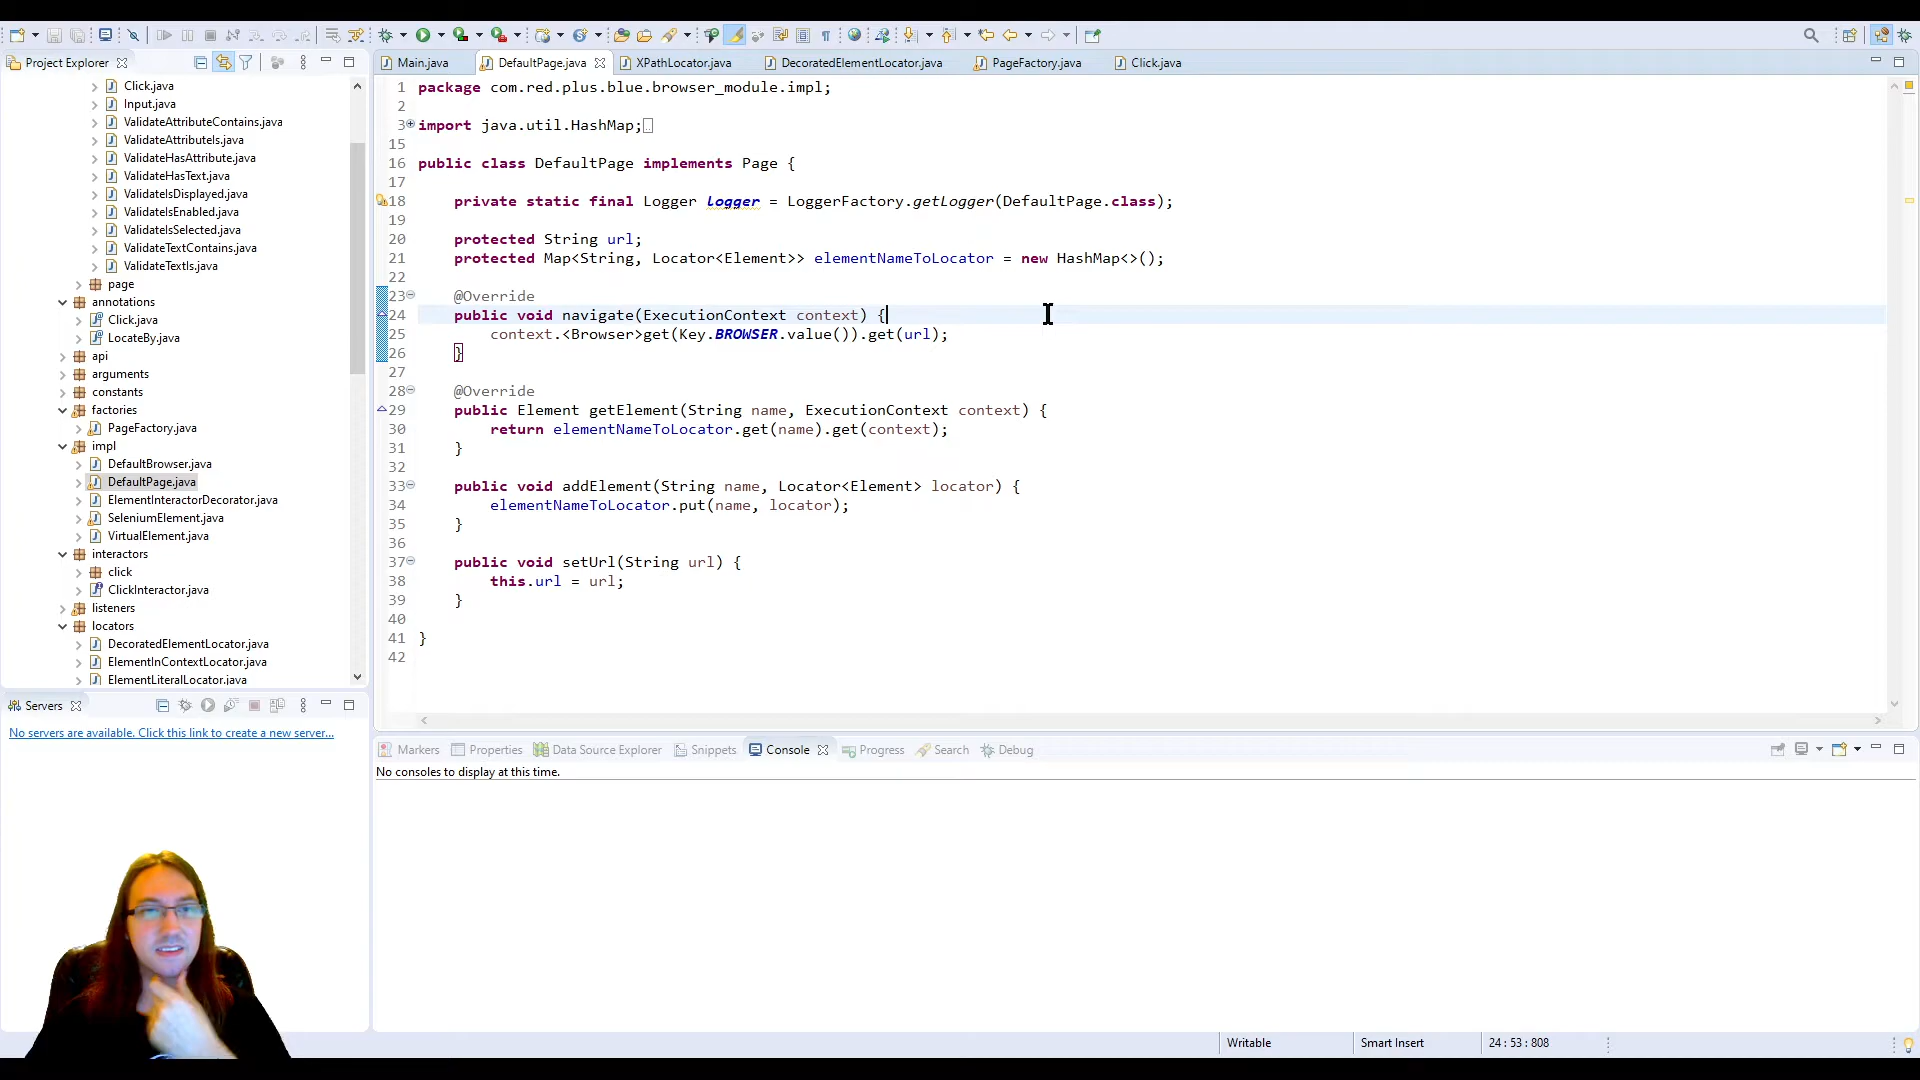 Project Explorer
Click.java
Input.java
ValidateAttributeContains.java
ValidateAttributeIs.java
ValidateHasAttribute.java
ValidateHasText.java
ValidateIsDisplayed.java
ValidateIsEnabled.java
ValidateIsSelected.java
ValidateTextContains.java
ValidateTextIs.java
page
annotations
Click.java
LocateBy.java
api
arguments
constants
factories
PageFactory.java
impl
DefaultBrowser.java
DefaultPage.java
ElementInteractorDecorator.java
SeleniumElement.java
VirtualElement.java
interactors
click
ClickInteractor.java
listeners
locators
DecoratedElementLocator.java
ElementInContextLocator.java
ElementLiteralLocator.java
Servers
No servers are available. Click this link to create a new server...
Main.java DefaultPage.java XPathLocator.java DecoratedElementLocator.java PageFactory.java Click.java
1 package com.red.plus.blue.browser_module.impl;
2
3 import java.util.HashMap;
15
16 public class DefaultPage implements Page {
17
18 private static final Logger logger = LoggerFactory.getLogger(DefaultPage.class);
19
20 protected String url;
21 protected Map<String, Locator<Element>> elementNameToLocator = new HashMap<>();
22
23 @Override
24 public void navigate(ExecutionContext context) {
25 context.<Browser>get(Key.BROWSER.value()).get(url);
26 }
27
28 @Override
29 public Element getElement(String name, ExecutionContext context) {
30 return elementNameToLocator.get(name).get(context);
31 }
32
33 public void addElement(String name, Locator<Element> locator) {
34 elementNameToLocator.put(name, locator);
35 }
36
37 public void setUrl(String url) {
38 this.url = url;
39 }
40
41 }
42
Markers Properties Data Source Explorer Snippets Console Progress Search Debug
No consoles to display at this time.
Writable Smart Insert 24 : 53 : 808